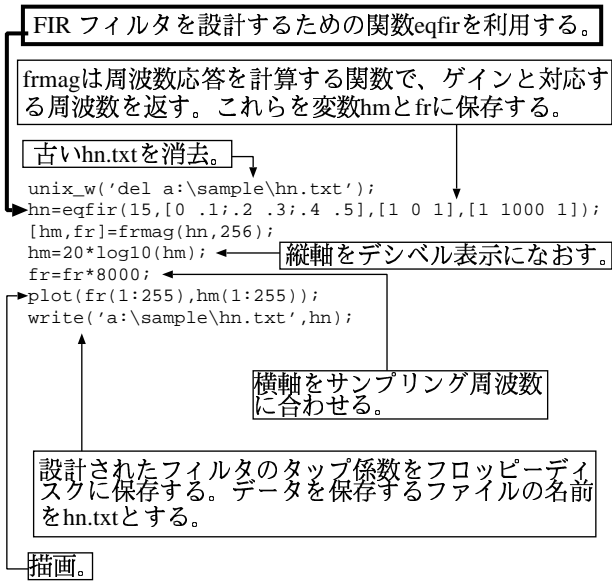 FIR フィルタを設計するための関数eqfirを利用する。
frmagは周波数応答を計算する関数で、ゲインと対応す
る周波数を返す。これらを変数hmとfrに保存する。
古いhn.txtを消去。
unix_w('del a:\sample\hn.txt');
hn=eqfir(15,[0 .1;.2 .3;.4 .5],[1 0 1],[1 1000 1]);
[hm,fr]=frmag(hn,256);
hm=20*log10(hm);
縦軸をデシベル表示になおす。
fr=fr*8000;
plot(fr(1:255),hm(1:255));
write('a:\sample\hn.txt',hn);
横軸をサンプリング周波数
に合わせる。
設計されたフィルタのタップ係数をフロッピーディ
スクに保存する。データを保存するファイルの名前
をhn.txtとする。
描画。